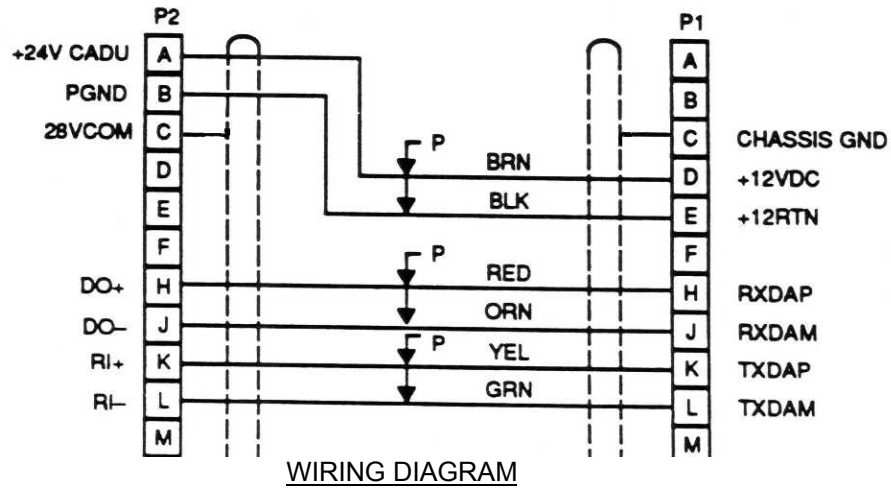 P2
P1
+24V CADU A
A
PGND B
B
28VCOM C
C CHASSIS GND
P
D
BRN
D +12VDC
E
BLK
E +12RTN
F
F
P
DO+ H
RED
H RXDAP
DO– J
ORN
J RXDAM
P
RI+ K
YEL
K TXDAP
RI– L
GRN
L TXDAM
M
M
WIRING DIAGRAM